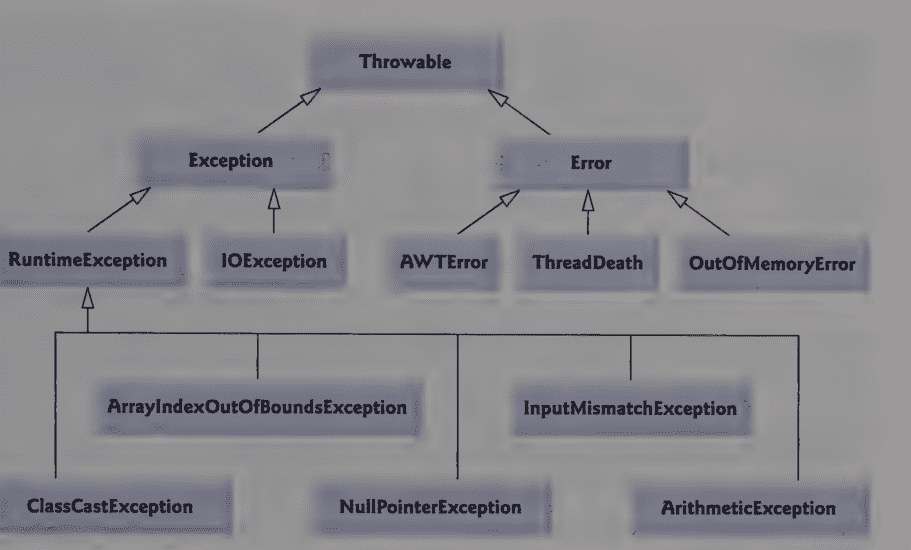 Throwable
Exception
Error
RuntimeException
IOException
AWTError
ThreadDeath
OutOfMemoryError
ArrayIndexOutOfBoundsException
InputMismatchException
ClassCastException
NullPointerException
ArithmeticException